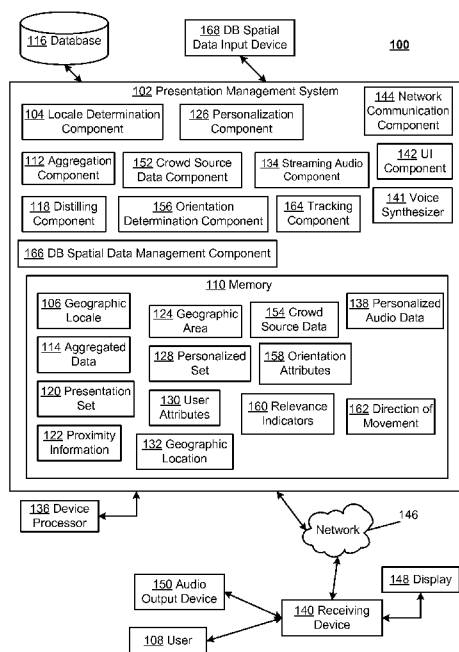 116 Database
168 DB Spatial
Data Input Device
100
102 Presentation Management System
104 Locale Determination
Component
126 Personalization
Component
144 Network
Communication
Component
112 Aggregation
Component
152 Crowd Source
Data Component
134 Streaming Audio
Component
142 UI
Component
118 Distilling
Component
156 Orientation
Determination Component
164 Tracking
Component
141 Voice
Synthesizer
166 DB Spatial Data Management Component
110 Memory
106 Geographic
Locale
124 Geographic
Area
154 Crowd
Source Data
138 Personalized
Audio Data
114 Aggregated
Data
128 Personalized
Set
158 Orientation
Attributes
120 Presentation
Set
130 User
Attributes
160 Relevance
Indicators
162 Direction of
Movement
122 Proximity
Information
132 Geographic
Location
136 Device
Processor
Network
146
150 Audio
Output Device
148 Display
140 Receiving
Device
108 User